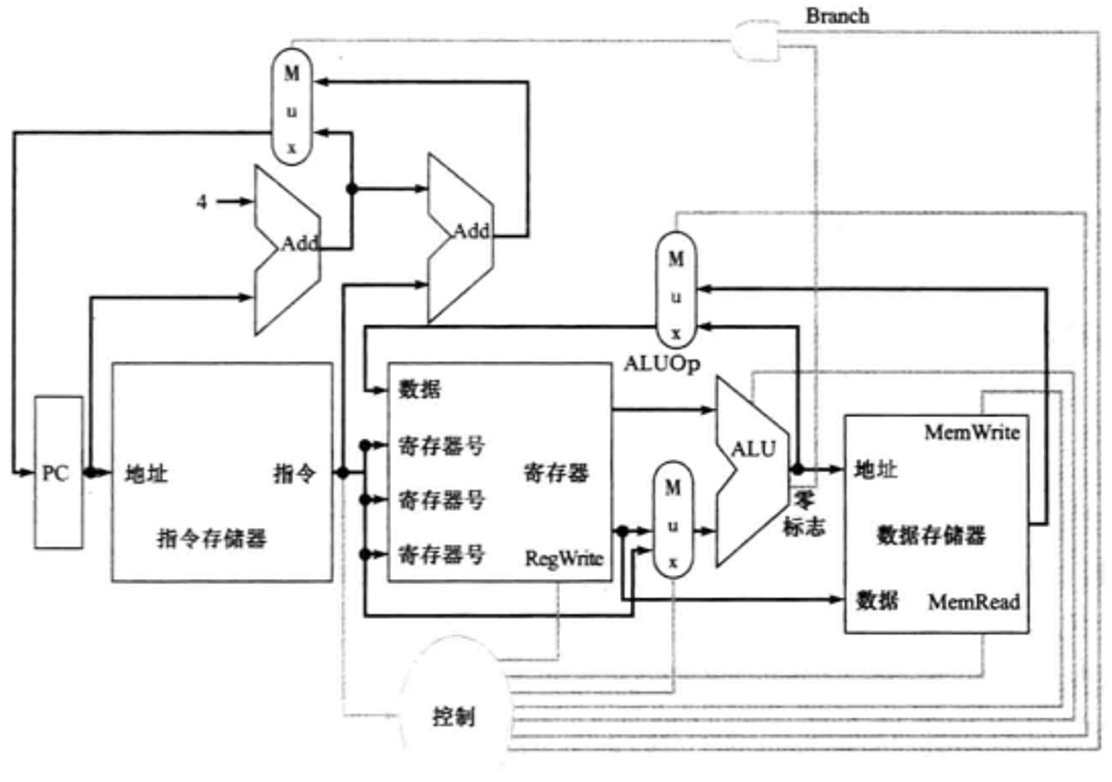 Branch
M
u
x
4
Add
Add
M
u
x
ALUOp
数据
寄存器号
寄存器号
寄存器号
寄存器
RegWrite
PC
地址
指令
指令存储器
M
u
x
ALU
零
标志
MemWrite
地址
数据存储器
数据
MemRead
控制